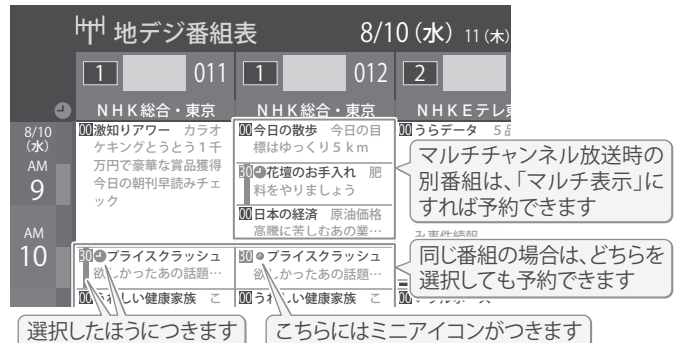 地デジ番組表
8/10(水) 11(木)
1 011 1 012 2
NHK総合・東京 NHK総合・東京 NHKEテレ
8/10
(水)
AM
9
AM
10
00激知りアワー カラオ
ケキングとうとう1千
万円で豪華な賞品獲得
今日の朝刊早読みチェ
ック
00今日の散歩 今日の目
標はゆっくり5km
30花壇のお手入れ 肥
料をやりましょう
00日本の経済 原油価格
高騰に苦しむあの業…
00うらデータ 5
マルチチャンネル放送時の
別番組は、「マルチ表示」に
すれば予約できます
30プライスクラッシュ
欲しかったあの話題…
00うれしい健康家族 こ
30プライスクラッシュ
欲しかったあの話題…
00うれしい健康家族 こ
同じ番組の場合は、どちらを
選択しても予約できます
選択したほうにつきます
こちらにはミニアイコンがつきます